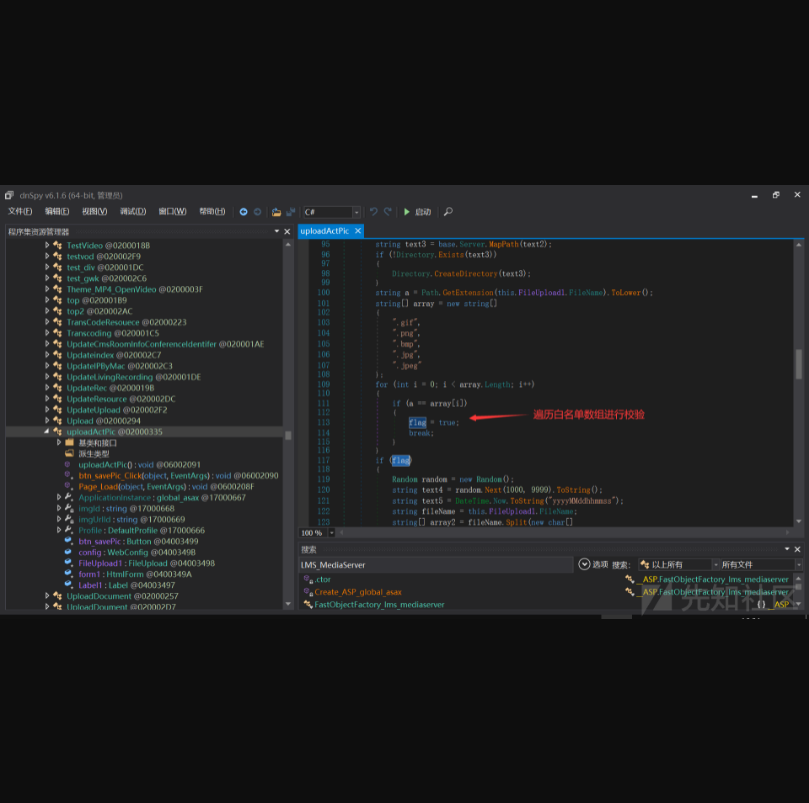 dnSpy v6.1.6 (64-bit, 管理员)
文件(F) 编辑(E) 视图(V) 调试(D) 窗口(W) 帮助(H) C# 启动
程序集资源管理器
TestVideo @02000188
testvod @020002F9
test_div @020001DC
test_gwk @020002C6
Theme_MP4_OpenVideo @0200003F
top @020001B9
top2 @020002AC
TransCodeResouece @02000223
Transcoding @020001C5
UpdateCmsRoomInfoConferenceIdentifer @020001AE
Updateindex @020002C7
UpdateIPByMac @020002C3
UpdateLivingRecording @020001DE
UpdateRec @0200019B
UpdateResource @020002DC
UpdateUpload @020002F2
Upload @02000294
uploadActPic @02000335
基类和接口
派生类型
uploadActPic() : void @06002091
btn_savePic_Click(object, EventArgs) : void @06002090
Page_Load(object, EventArgs) : void @0600208F
ApplicationInstance : global_asax @17000667
imgId : string @17000668
imgUrlid : string @17000669
Profile : DefaultProfile @17000666
btn_savePic : Button @04003499
config : WebConfig @0400349B
FileUpload1 : FileUpload @04003498
form1 : HtmlForm @0400349A
Label1 : Label @04003497
UploadDocument @02000257
UploadDoument @020002D7
uploadActPic
95 string text3 = base.Server.MapPath(text2);
96 if (!Directory.Exists(text3))
97 {
98 Directory.CreateDirectory(text3);
99 }
100 string a = Path.GetExtension(this.FileUpload1.FileName).ToLower();
101 string[] array = new string[]
102 {
103 ".gif",
104 ".png",
105 ".bmp",
106 ".jpg",
107 ".jpeg"
108 };
109 for (int i = 0; i < array.Length; i++)
110 {
111 if (a == array[i])
112 {
113 flag = true;
114 break;
115 }
116 }
117 if (flag)
118 {
119 Random random = new Random();
120 string text4 = random.Next(1000, 9999).ToString();
121 string text5 = DateTime.Now.ToString("yyyyMMddhhmmss");
122 string fileName = this.FileUpload1.FileName;
123 string[] array2 = fileName.Split(new char[]
遍历白名单数组进行校验
100 %
搜索
LMS_MediaServer 选项 搜索: 以上所有 所有文件
.ctor _ASP.FastObjectFactory_lms_mediaserver
Create_ASP_global_asax _ASP.FastObjectFactory_lms_mediaserver
FastObjectFactory_lms_mediaserver {} _ASP
先知社区